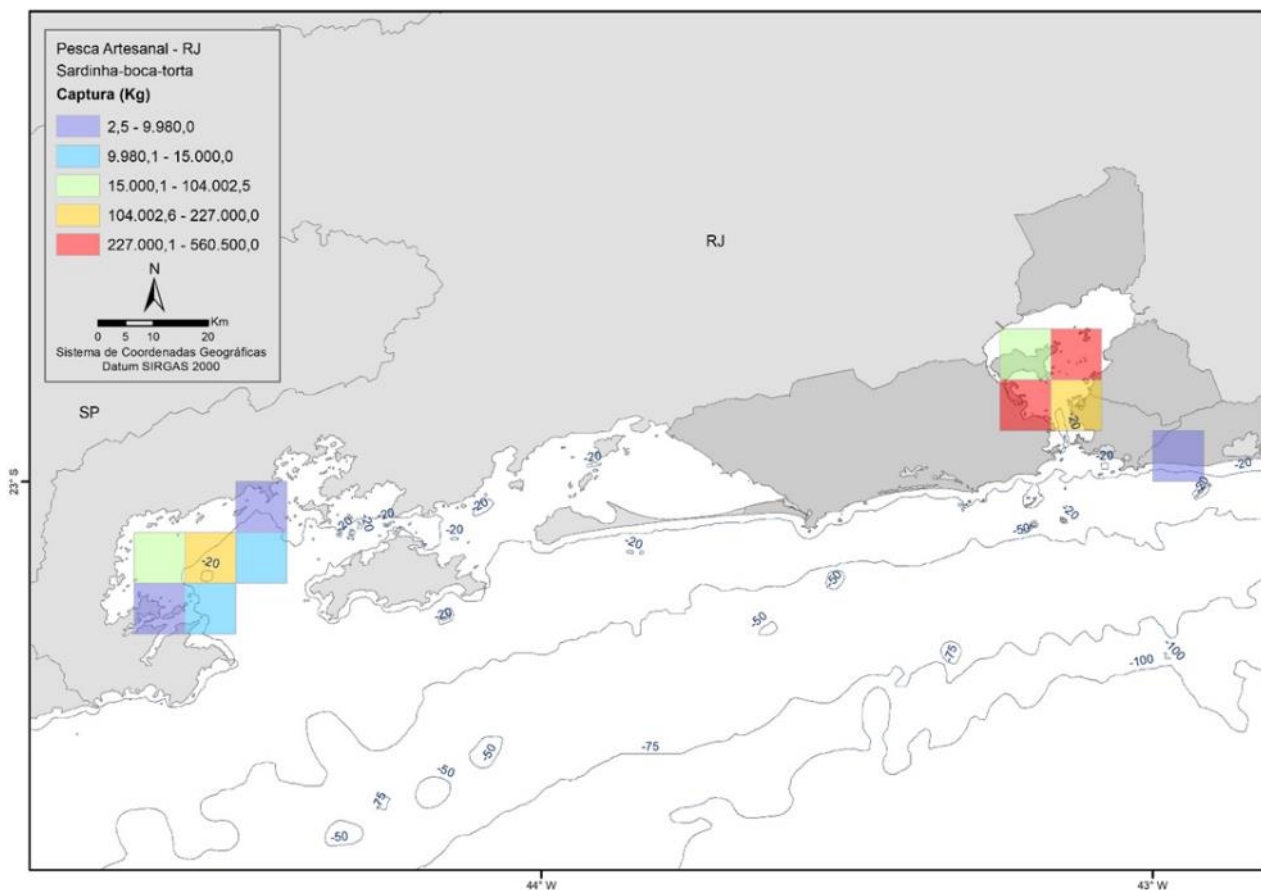 Pesca Artesanal - RJ
Sardinha-boca-torta
Captura (Kg)
2,5 - 9.980,0
9.980,1 - 15.000,0
15.000,1 - 104.002,5
104.002,6 - 227.000,0
227.000,1 - 560.500,0
N
Km
0 5 10 20
Sistema de Coordenadas Geográficas
Datum SIRGAS 2000
RJ
SP
23° S
-20
-20
-20
-20
-20
-20
-20
-20
-20
-20
-20
-20
-50
-20
-20
-20
-50
-50
-75
-100
-100
-75
-50
-50
-75
-50
44° W
43° W